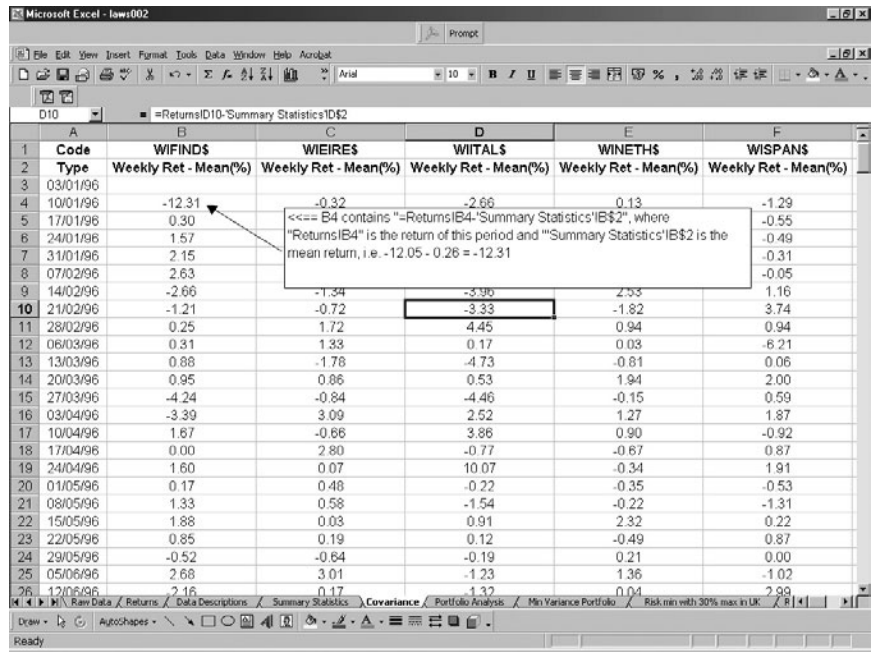 Microsoft Excel - laws002
Prompt
File Edit View Insert Format Tools Data Window Help Acrobat
Arial 10 B I U % ,
D10 = =Returns!D10-'Summary Statistics'!D$2
A B C D E F
1 Code WIFIND$ WIEIRE$ WIITAL$ WINETH$ WISPAN$
2 Type Weekly Ret - Mean(%) Weekly Ret - Mean(%) Weekly Ret - Mean(%) Weekly Ret - Mean(%) Weekly Ret - Mean(%)
3 03/01/96
4 10/01/96 -12.31 -0.32 -2.66 0.13 -1.29
<<== B4 contains "=Returns!B4-'Summary Statistics'!B$2", where
"Returns!B4" is the return of this period and "'Summary Statistics'!B$2 is the
mean return, i.e. -12.05 - 0.26 = -12.31
5 17/01/96 0.30 -0.55
6 24/01/96 1.57 -0.49
7 31/01/96 2.15 -0.31
8 07/02/96 2.63 -0.05
9 14/02/96 -2.66 -1.34 -3.96 2.53 1.16
10 21/02/96 -1.21 -0.72 -3.33 -1.82 3.74
11 28/02/96 0.25 1.72 4.45 0.94 0.94
12 06/03/96 0.31 1.33 0.17 0.03 -6.21
13 13/03/96 0.88 -1.78 -4.73 -0.81 0.06
14 20/03/96 0.95 0.86 0.53 1.94 2.00
15 27/03/96 -4.24 -0.84 -4.46 -0.15 0.59
16 03/04/96 -3.39 3.09 2.52 1.27 1.87
17 10/04/96 1.67 -0.66 3.86 0.90 -0.92
18 17/04/96 0.00 2.80 -0.77 -0.67 0.87
19 24/04/96 1.60 0.07 10.07 -0.34 1.91
20 01/05/96 0.17 0.48 -0.22 -0.35 -0.53
21 08/05/96 1.33 0.58 -1.54 -0.22 -1.31
22 15/05/96 1.88 0.03 0.91 2.32 0.22
23 22/05/96 0.85 0.19 0.12 -0.49 0.87
24 29/05/96 -0.52 -0.64 -0.19 0.21 0.00
25 05/06/96 2.68 3.01 -1.23 1.36 -1.02
26 12/06/96 -2.16 0.17 -1.32 0.04 2.99
Raw Data / Returns / Data Descriptions / Summary Statistics \ Covariance / Portfolio Analysis / Min Variance Portfolio / Risk min with 30% max in UK / R
Draw AutoShapes
Ready